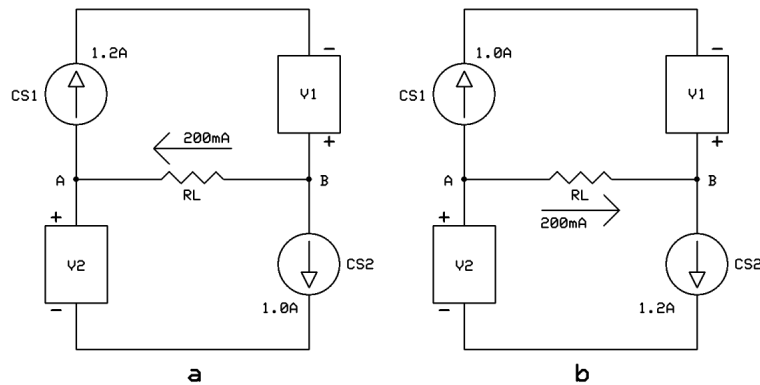 1.2A
CS1
-
V1
+
200mA
A
B
RL
+
V2
-
CS2
1.0A
a
1.0A
CS1
-
V1
+
A
B
RL
200mA
+
V2
-
CS2
1.2A
b